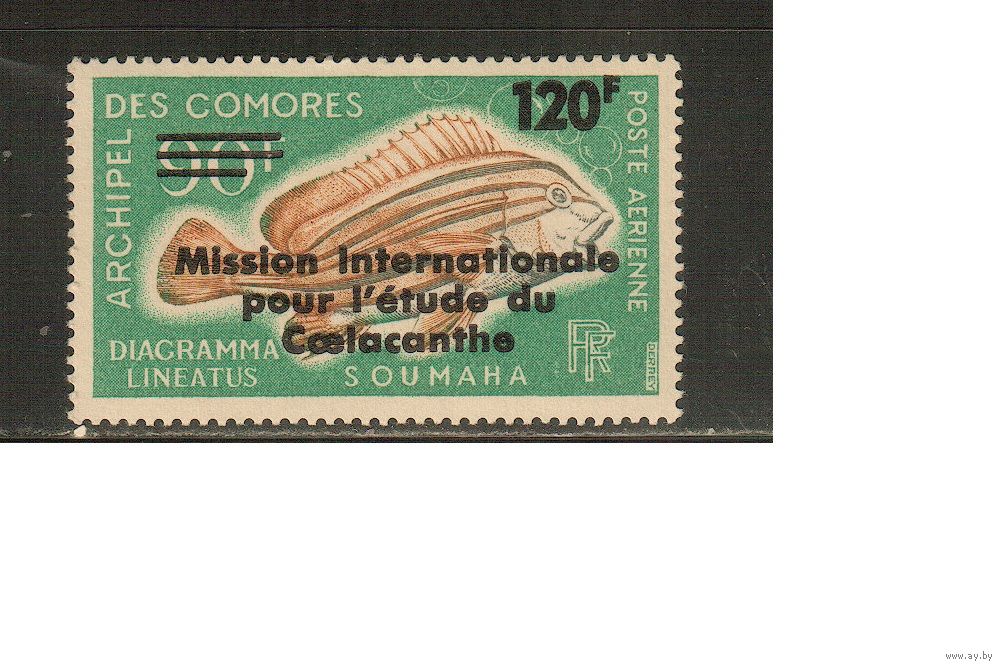 ARCHIPEL DES COMORES
90F
120F
POSTE AERIENNE
Mission Internationale
pour l'étude du
Cœlacanthe
DIAGRAMMA
LINEATUS
SOUMAHA
RF
DERREY
www.ay.by